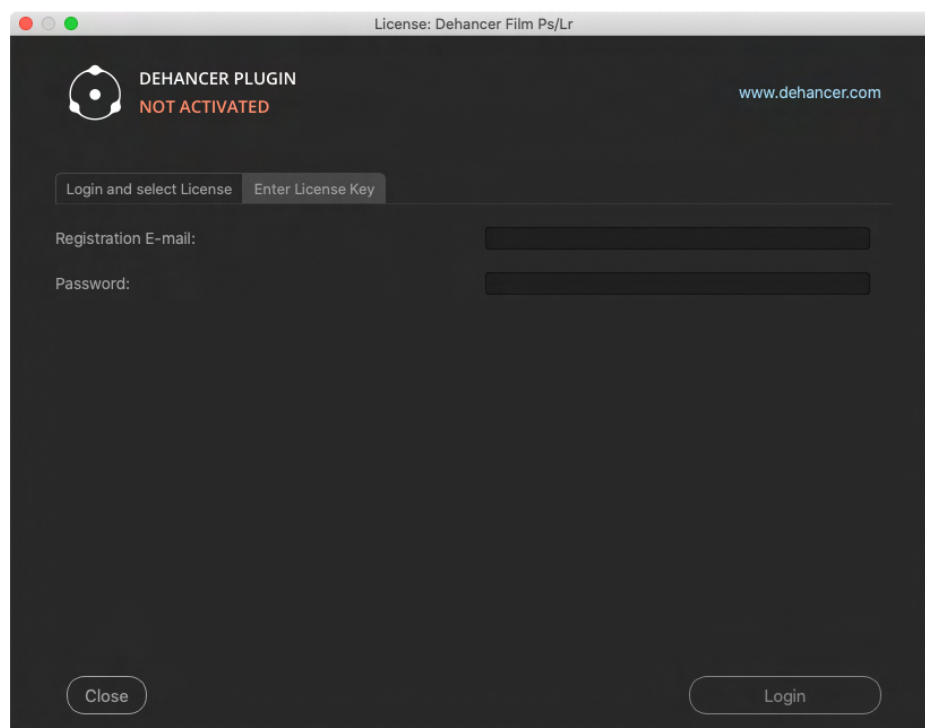 License: Dehancer Film Ps/Lr
DEHANCER PLUGIN
NOT ACTIVATED
www.dehancer.com
Login and select License
Enter License Key
Registration E-mail:
Password:
Close
Login